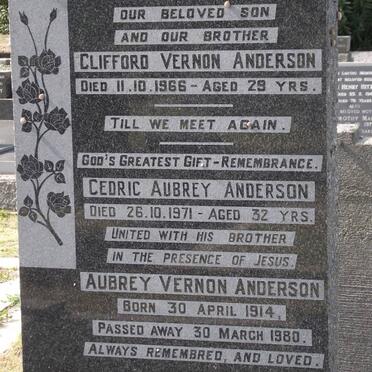 OUR BELOVED SON
AND OUR BROTHER
CLIFFORD VERNON ANDERSON
DIED 11.10.1966 - AGED 29 YRS.
TILL WE MEET AGAIN.
GOD'S GREATEST GIFT - REMEMBRANCE.
CEDRIC AUBREY ANDERSON
DIED 26.10.1971 - AGED 32 YRS.
UNITED WITH HIS BROTHER
IN THE PRESENCE OF JESUS.
AUBREY VERNON ANDERSON
BORN 30 APRIL 1914.
PASSED AWAY 30 MARCH 1980.
ALWAYS REMEMBRED, AND LOVED.